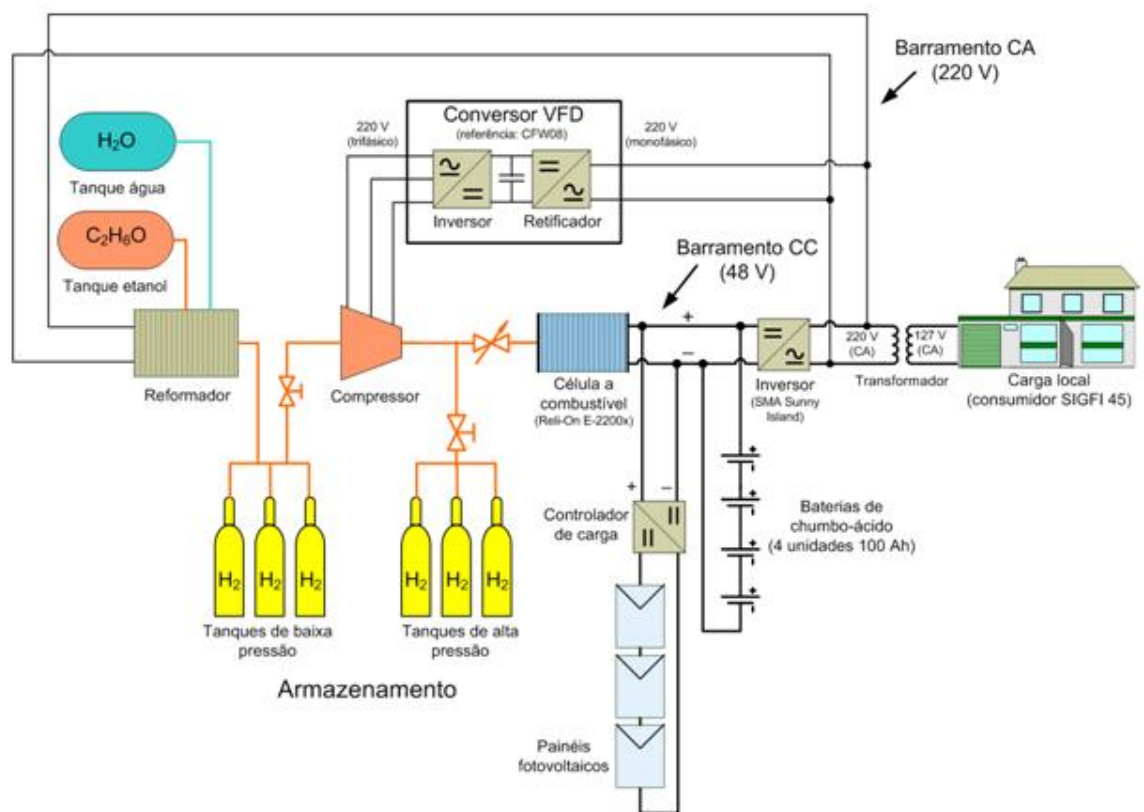 Barramento CA
(220 V)
Conversor VFD
(referência: CFW08)
220 V
(trifásico)
220 V
(monofásico)
Inversor
Retificador
H₂O
Tanque água
C₂H₆O
Tanque etanol
Barramento CC
(48 V)
Reformador
Compressor
+
−
Célula a
combustível
(Reli-On E-2200x)
Inversor
(SMA Sunny
Island)
220 V
(CA)
127 V
(CA)
Transformador
Carga local
(consumidor SIGFI 45)
+
−
Controlador
de carga
Baterias de
chumbo-ácido
(4 unidades 100 Ah)
H₂
H₂
H₂
H₂
H₂
H₂
Tanques de baixa
pressão
Tanques de alta
pressão
Armazenamento
Painéis
fotovoltaicos